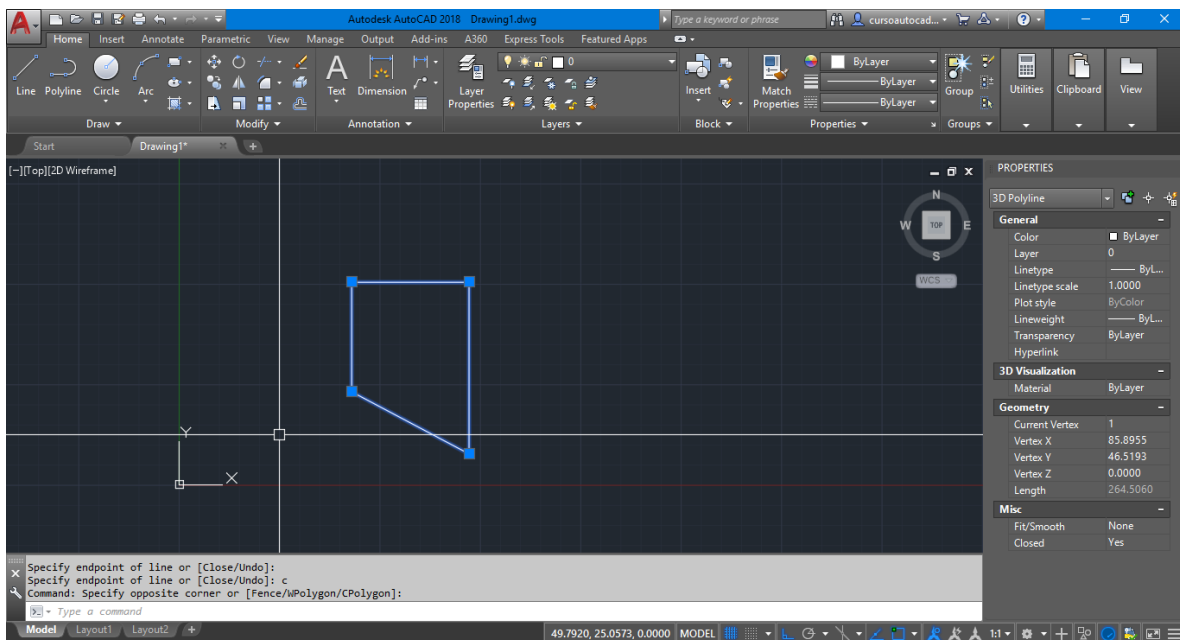 A Autodesk AutoCAD 2018 Drawing1.dwg Type a keyword or phrase cursoautocad... ?
Home Insert Annotate Parametric View Manage Output Add-ins A360 Express Tools Featured Apps
0 ByLayer
Line Polyline Circle Arc A Text Dimension Layer Properties Insert Match Properties ByLayer ByLayer Group Utilities Clipboard View
Draw Modify Annotation Layers Block Properties Groups
Start Drawing1* +
[−][Top][2D Wireframe]
N
W TOP E
S
WCS
Y
X
PROPERTIES
3D Polyline
General
Color ByLayer
Layer 0
Linetype ByL...
Linetype scale 1.0000
Plot style ByColor
Lineweight ByL...
Transparency ByLayer
Hyperlink
3D Visualization
Material ByLayer
Geometry
Current Vertex 1
Vertex X 85.8955
Vertex Y 46.5193
Vertex Z 0.0000
Length 264.5060
Misc
Fit/Smooth None
Closed Yes
Specify endpoint of line or [Close/Undo]:
Specify endpoint of line or [Close/Undo]: c
Command: Specify opposite corner or [Fence/WPolygon/CPolygon]:
Type a command
Model Layout1 Layout2 + 49.7920, 25.0573, 0.0000 MODEL 1:1